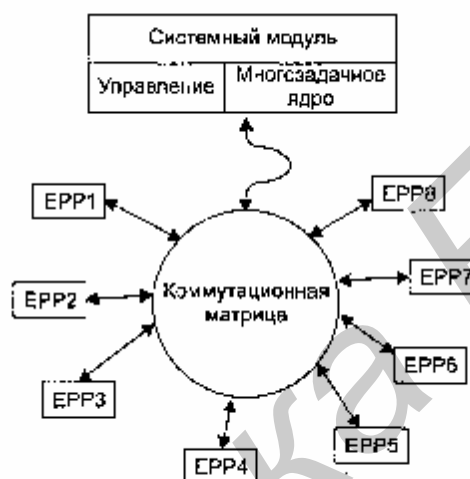 Системный модуль
Управление
Многозадачное
ядро
EPP1
EPP8
EPP2
Коммутационная
матрица
EPP7
EPP3
EPP6
EPP4
EPP5